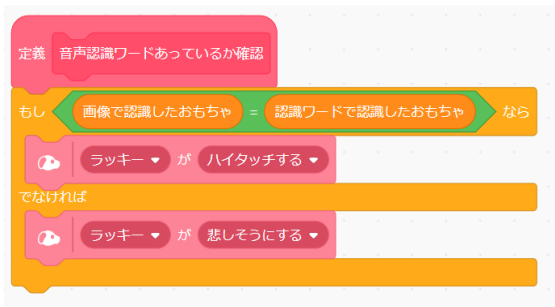 定義 音声認識ワードあっているか確認
もし 画像で認識したおもちゃ = 認識ワードで認識したおもちゃ なら
ラッキー が ハイタッチする
でなければ
ラッキー が 悲しそうにする